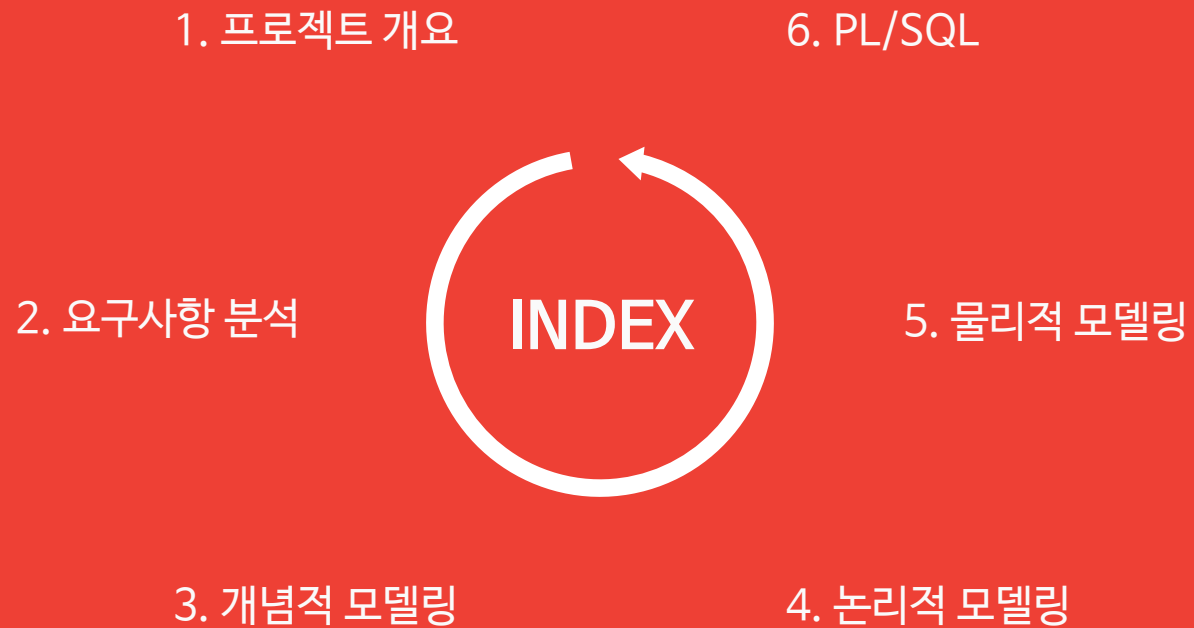 1. 프로젝트 개요
6. PL/SQL
2. 요구사항 분석
INDEX
5. 물리적 모델링
3. 개념적 모델링
4. 논리적 모델링